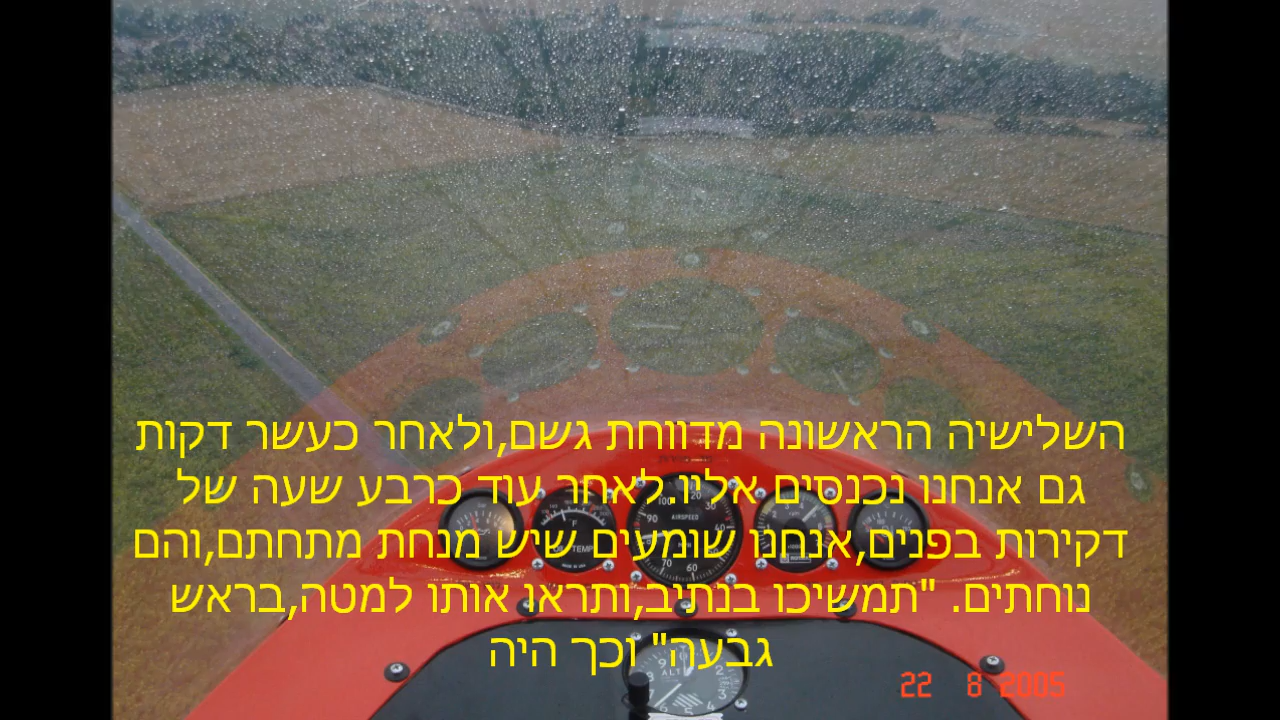 השלישיה הראשונה מדווחת גשם,ולאחר כעשר דקות
גם אנחנו נכנסים אליו.לאחר עוד כרבע שעה של
דקירות בפנים,אנחנו שומעים שיש מנחת מתחתם,והם
נוחתים. "תמשיכו בנתיב,ותראו אותו למטה,בראש
גבעה" וכך היה
AIRSPEED
22 8 2005